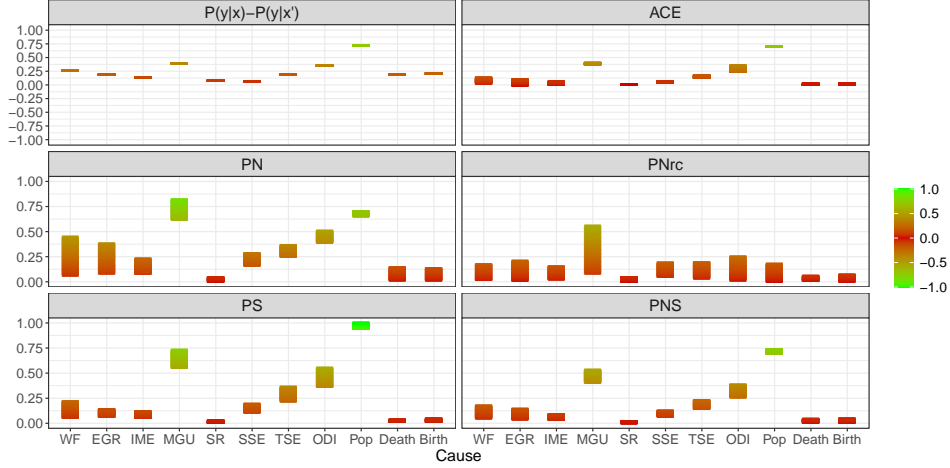 P(y|x)−P(y|x')
ACE
1.00
0.75
0.50
0.25
0.00
−0.25
−0.50
−0.75
−1.00
PN
PNrc
1.00
0.75
0.50
0.25
0.00
PS
PNS
1.00
0.75
0.50
0.25
0.00
WF EGR IME MGU SR SSE TSE ODI Pop Death Birth
WF EGR IME MGU SR SSE TSE ODI Pop Death Birth
Cause
1.0
0.5
0.0
−0.5
−1.0